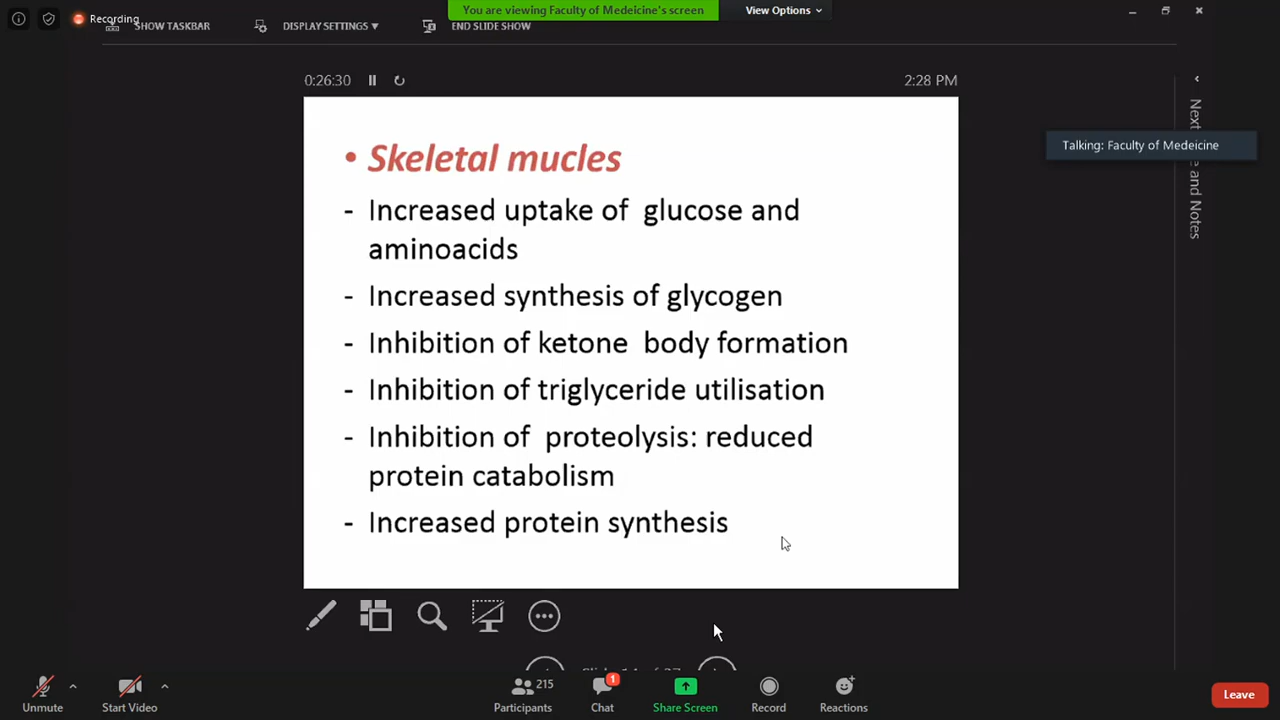 You are viewing Faculty of Medeicine's screen
View Options
Recording
SHOW TASKBAR
DISPLAY SETTINGS
END SLIDE SHOW
0:26:30
2:28 PM
Talking: Faculty of Medeicine
• Skeletal mucles
- Increased uptake of glucose and
aminoacids
- Increased synthesis of glycogen
- Inhibition of ketone body formation
- Inhibition of triglyceride utilisation
- Inhibition of proteolysis: reduced
protein catabolism
- Increased protein synthesis
Next
and Notes
Unmute
Start Video
215
Participants
1
Chat
Share Screen
Record
Reactions
Leave